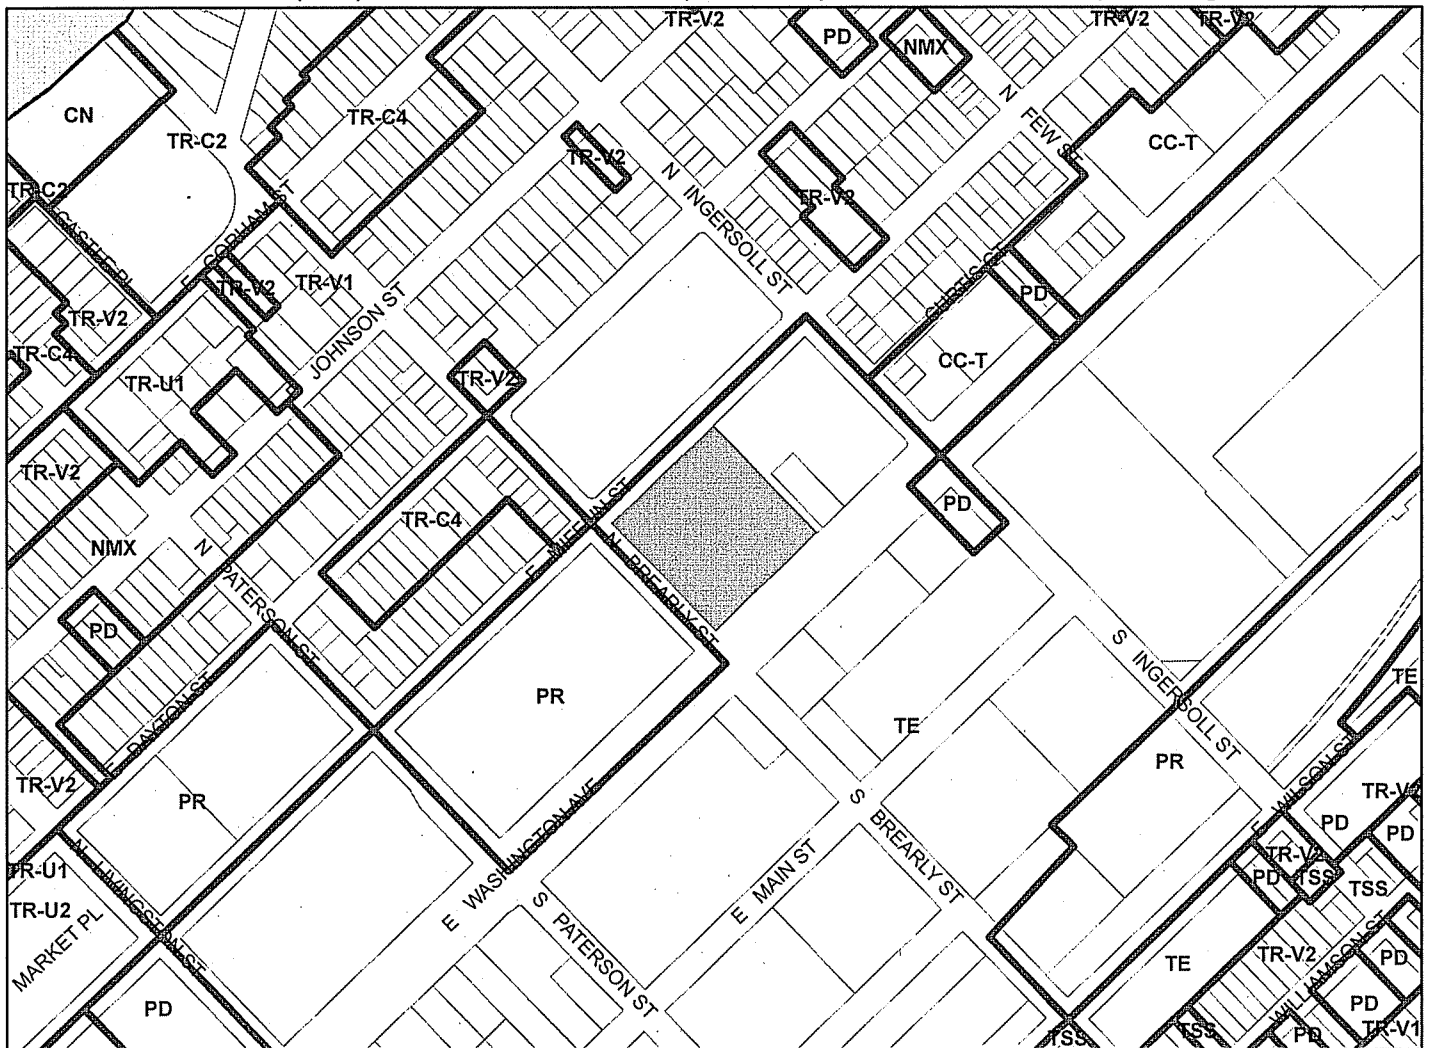 TR-V2
TR-V2
TR-V2
PD
NMX
CN
TR-C2
TR-C4
N FEW ST
CC-T
TR-V2
N INGERSOLL ST
TR-V2
TR-C2
CASTLE PL
E GORHAM ST
TR-V2
TR-V1
TR-V2
JOHNSON ST
CURTIS CT
PD
TR-C4
TR-U1
TR-V2
CC-T
TR-V2
TR-C4
E MIFFLIN ST
PD
NMX
N PATERSON ST
N BREARLY ST
PD
S INGERSOLL ST
TE
PR
TE
E DAYTON ST
PR
TR-V2
PR
E WASHINGTON AVE
S BREARLY ST
E WILSON ST
TR-V2
PD
PD
TR-V2
PD
TSS
TSS
TR-U1
TR-U2
N LIVINGSTON ST
MARKET PL
S PATERSON ST
E MAIN ST
TE
TR-V2
WILLIAMSON ST
PD
PD
PD
TSS
TSS
PD
TR-V1